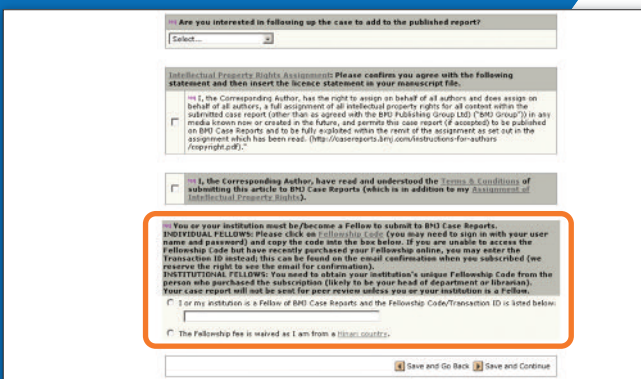 Are you interested in following up the case to add to the published report?
Select...
Intellectual Property Rights Assignment: Please confirm you agree with the following
statement and then insert the licence statement in your manuscript file.
I, the Corresponding Author, has the right to assign on behalf of all authors and does assign on
behalf of all authors, a full assignment of all intellectual property rights for all content within the
submitted case report (other than as agreed with the BMJ Publishing Group Ltd) ("BMJ Group")) in any
media known now or created in the future, and permits this case report (if accepted) to be published
on BMJ Case Reports and to be fully exploited within the remit of the assignment as set out in the
assignment which has been read. (http://casereports.bmj.com/instructions-for-authors
/copyright.pdf)."
I, the Corresponding Author, have read and understood the Terms & Conditions of
submitting this article to BMJ Case Reports (which is in addition to my Assignment of
Intellectual Property Rights).
You or your institution must be/become a Fellow to submit to BMJ Case Reports.
INDIVIDUAL FELLOWS: Please click on Fellowship Code (you may need to sign in with your user
name and password) and copy the code into the box below. If you are unable to access the
Fellowship Code but have recently purchased your Fellowship online, you may enter the
Transaction ID instead; this can be found on the email confirmation when you subscribed (we
reserve the right to see the email for confirmation).
INSTITUTIONAL FELLOWS: You need to obtain your institution's unique Fellowship Code from the
person who purchased the subscription (likely to be your head of department or librarian).
Your case report will not be sent for peer review unless you or your institution is a Fellow.
I or my institution is a Fellow of BMJ Case Reports and the Fellowship Code/Transaction ID is listed below:
The Fellowship fee is waived as I am from a Hinari country.
Save and Go Back Save and Continue